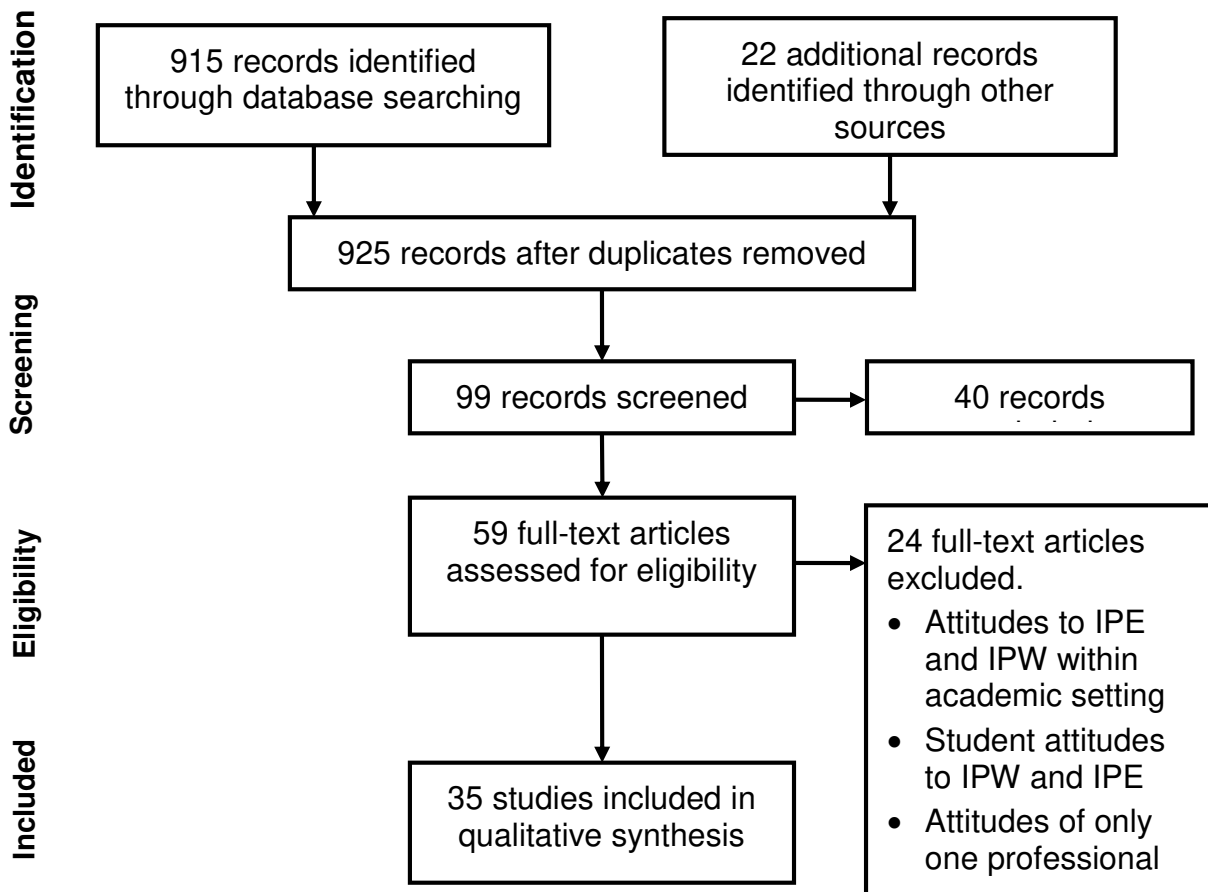 Identification
915 records identified
through database searching
22 additional records
identified through other
sources
925 records after duplicates removed
Screening
99 records screened
40 records
Eligibility
59 full-text articles
assessed for eligibility
24 full-text articles
excluded.
• Attitudes to IPE
and IPW within
academic setting
• Student attitudes
to IPW and IPE
• Attitudes of only
one professional
Included
35 studies included in
qualitative synthesis